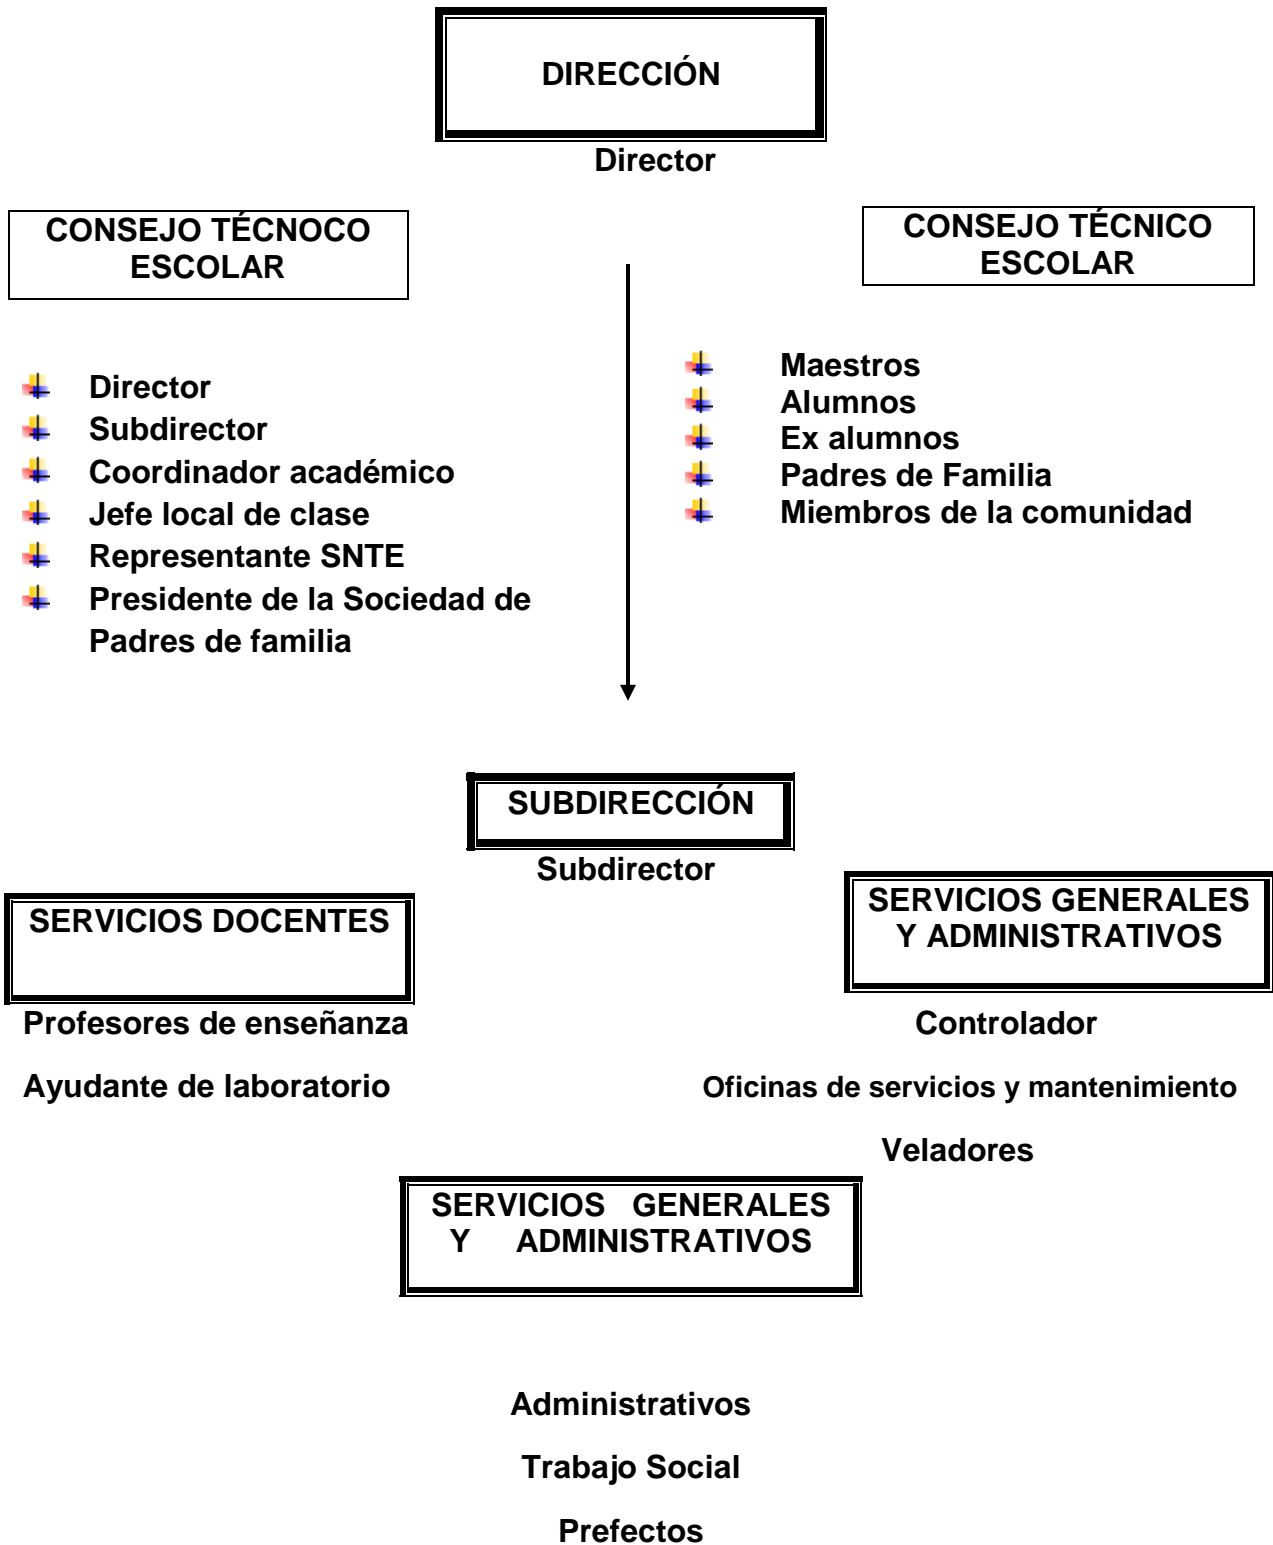 DIRECCIÓN
Director
CONSEJO TÉCNOCO
ESCOLAR
CONSEJO TÉCNICO
ESCOLAR
Director
Subdirector
Coordinador académico
Jefe local de clase
Representante SNTE
Presidente de la Sociedad de
Padres de familia
Maestros
Alumnos
Ex alumnos
Padres de Familia
Miembros de la comunidad
SUBDIRECCIÓN
Subdirector
SERVICIOS DOCENTES
Profesores de enseñanza
Ayudante de laboratorio
SERVICIOS GENERALES
Y ADMINISTRATIVOS
Controlador
Oficinas de servicios y mantenimiento
Veladores
SERVICIOS GENERALES
Y ADMINISTRATIVOS
Administrativos
Trabajo Social
Prefectos